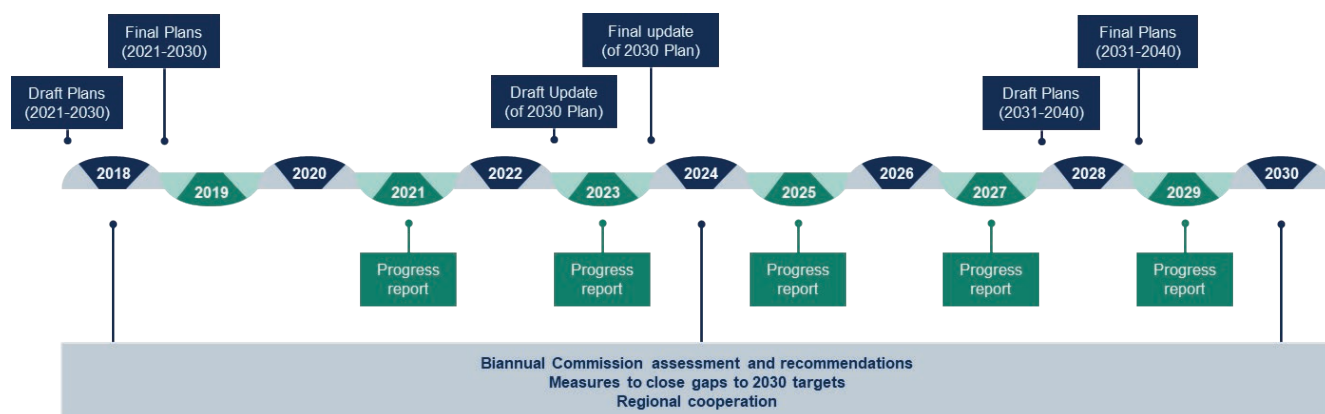 Final Plans
(2021-2030)
Final update
(of 2030 Plan)
Final Plans
(2031-2040)
Draft Plans
(2021-2030)
Draft Update
(of 2030 Plan)
Draft Plans
(2031-2040)
2018
2019
2020
2021
2022
2023
2024
2025
2026
2027
2028
2029
2030
Progress
report
Progress
report
Progress
report
Progress
report
Progress
report
Biannual Commission assessment and recommendations
Measures to close gaps to 2030 targets
Regional cooperation